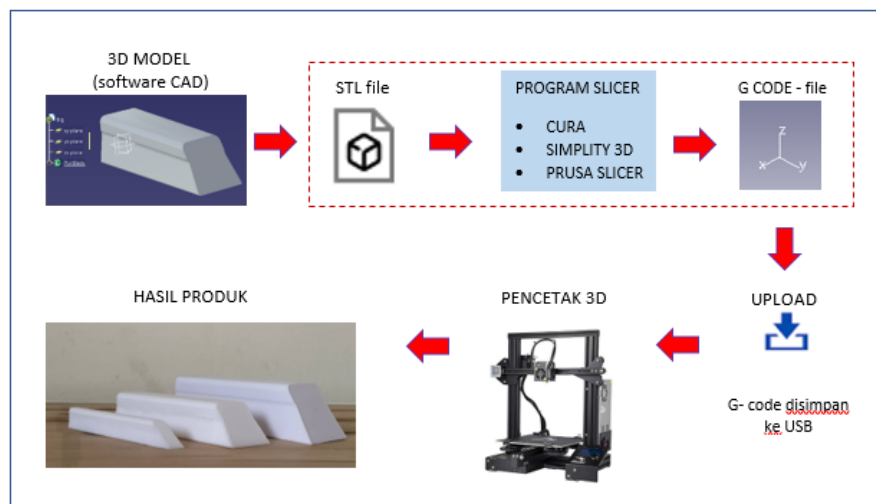 3D MODEL
(software CAD)
STL file
PROGRAM SLICER
• CURA
• SIMPLITY 3D
• PRUSA SLICER
G CODE - file
z
x
y
HASIL PRODUK
PENCETAK 3D
UPLOAD
G- code disimpan
ke USB